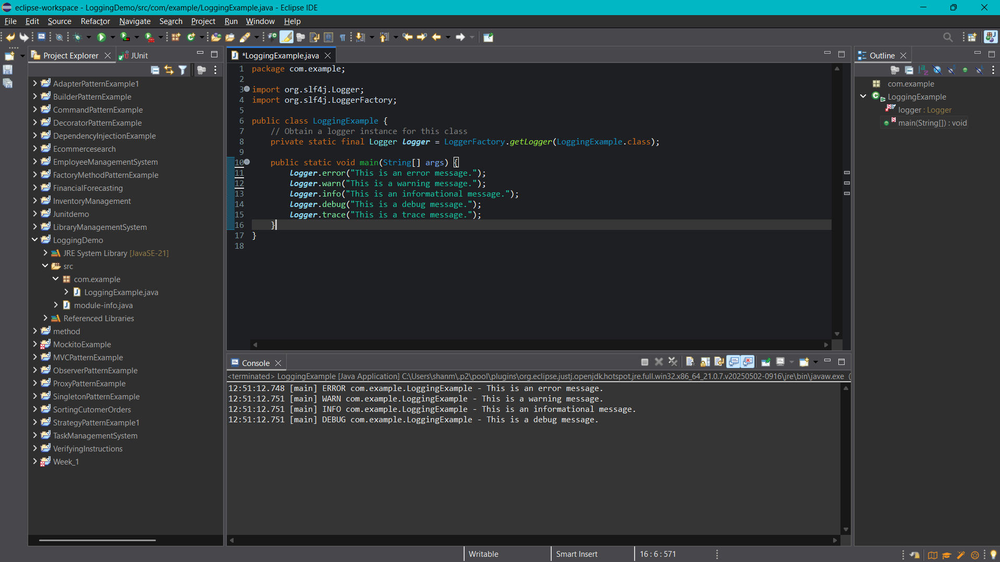 eclipse-workspace - LoggingDemo/src/com/example/LoggingExample.java - Eclipse IDE
File Edit Source Refactor Navigate Search Project Run Window Help
Project Explorer
JUnit
AdapterPatternExample1
BuilderPatternExample
CommandPatternExample
DecoratorPatternExample
DependencyInjectionExample
Ecommercesearch
EmployeeManagementSystem
FactoryMethodPatternExample
FinancialForecasting
InventoryManagement
Junitdemo
LibraryManagementSystem
LoggingDemo
JRE System Library [JavaSE-21]
src
com.example
LoggingExample.java
module-info.java
Referenced Libraries
method
MockitoExample
MVCPatternExample
ObserverPatternExample
ProxyPatternExample
SingletonPatternExample
SortingCutomerOrders
StrategyPatternExample1
TaskManagementSystem
VerifyingInstructions
Week_1
*LoggingExample.java
1 package com.example;
2
3 import org.slf4j.Logger;
4 import org.slf4j.LoggerFactory;
5
6 public class LoggingExample {
7 // Obtain a logger instance for this class
8 private static final Logger logger = LoggerFactory.getLogger(LoggingExample.class);
9
10 public static void main(String[] args) {
11 logger.error("This is an error message.");
12 logger.warn("This is a warning message.");
13 logger.info("This is an informational message.");
14 logger.debug("This is a debug message.");
15 logger.trace("This is a trace message.");
16 }
17 }
18
Console
<terminated> LoggingExample [Java Application] C:\Users\shanm\.p2\pool\plugins\org.eclipse.justj.openjdk.hotspot.jre.full.win32.x86_64_21.0.7.v20250502-0916\jre\bin\javaw.exe (
12:51:12.748 [main] ERROR com.example.LoggingExample - This is an error message.
12:51:12.751 [main] WARN com.example.LoggingExample - This is a warning message.
12:51:12.751 [main] INFO com.example.LoggingExample - This is an informational message.
12:51:12.751 [main] DEBUG com.example.LoggingExample - This is a debug message.
Outline
com.example
LoggingExample
logger : Logger
main(String[]) : void
Writable
Smart Insert
16 : 6 : 571